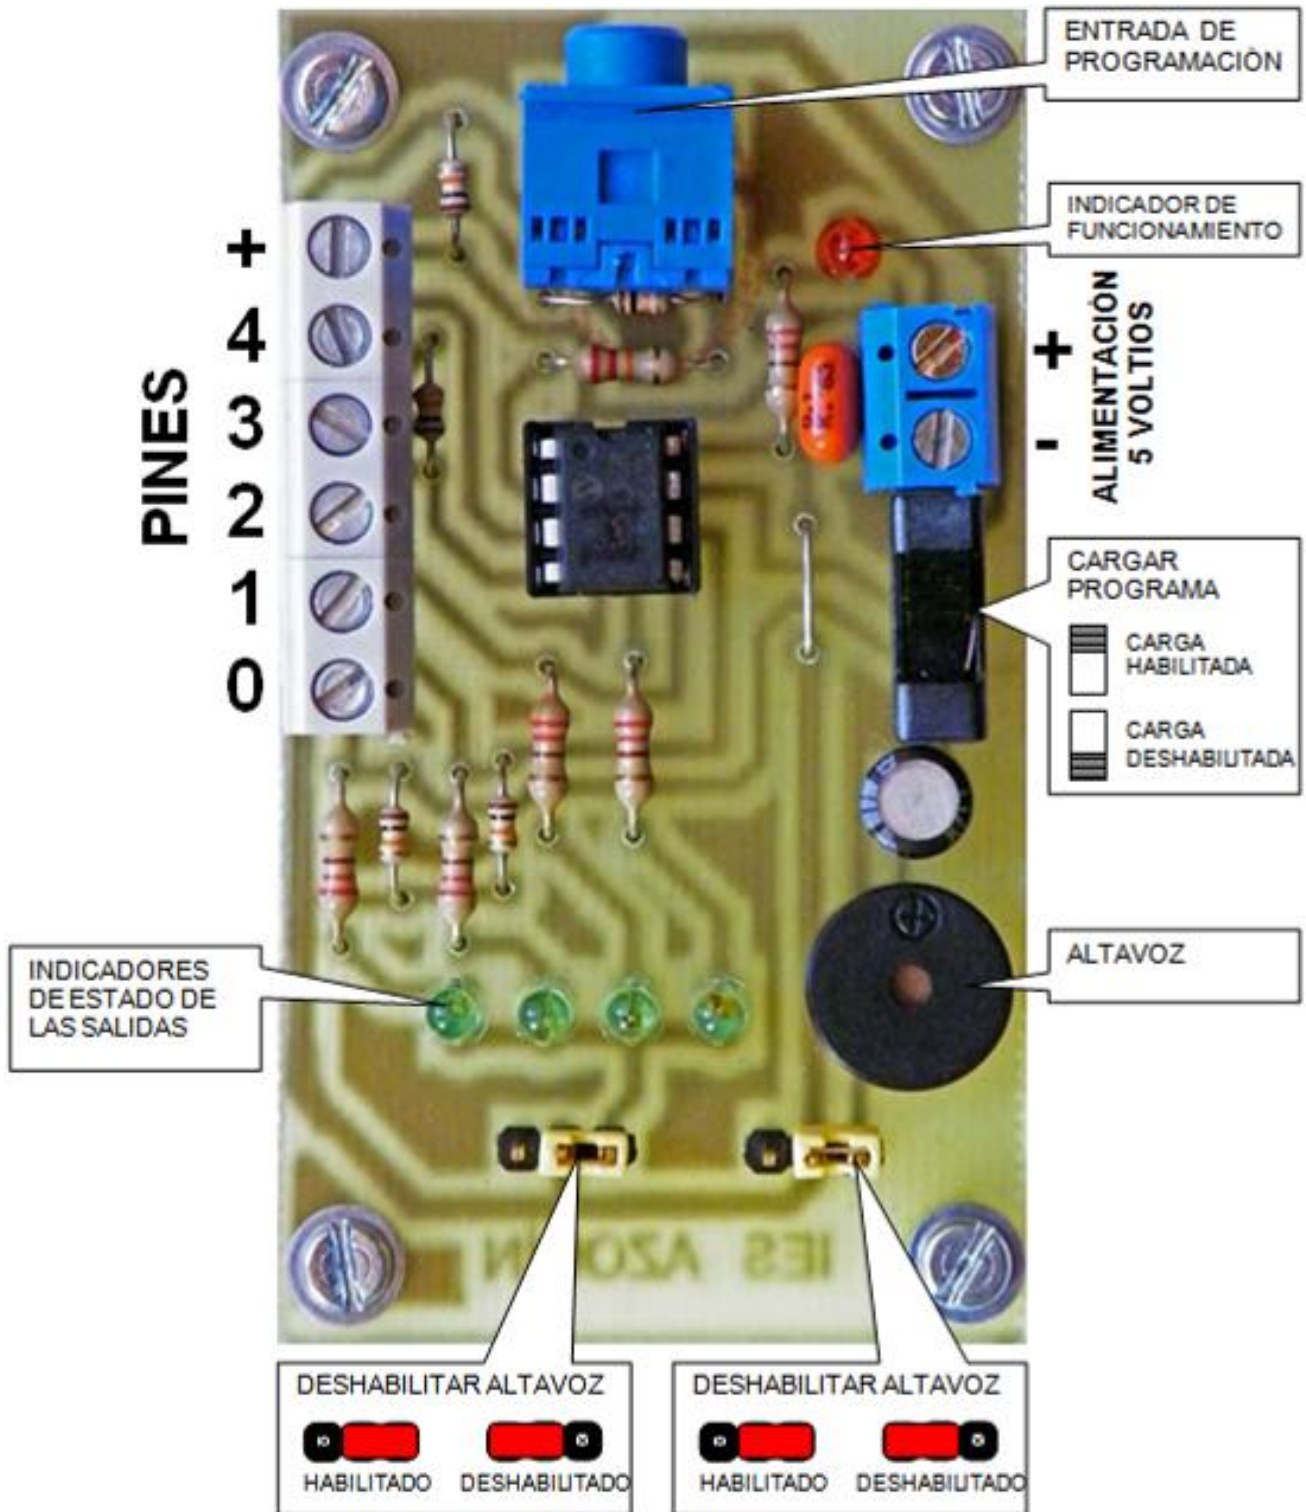 ENTRADA DE
PROGRAMACIÓN
INDICADOR DE
FUNCIONAMIENTO
PINES
+
4
3
2
1
0
+
-
ALIMENTACIÓN
5 VOLTIOS
CARGAR
PROGRAMA
CARGA
HABILITADA
CARGA
DESHABILITADA
ALTAVOZ
INDICADORES
DE ESTADO DE
LAS SALIDAS
IES AZO N
DESHABILITAR ALTAVOZ
HABILITADO DESHABILITADO
DESHABILITAR ALTAVOZ
HABILITADO DESHABILITADO